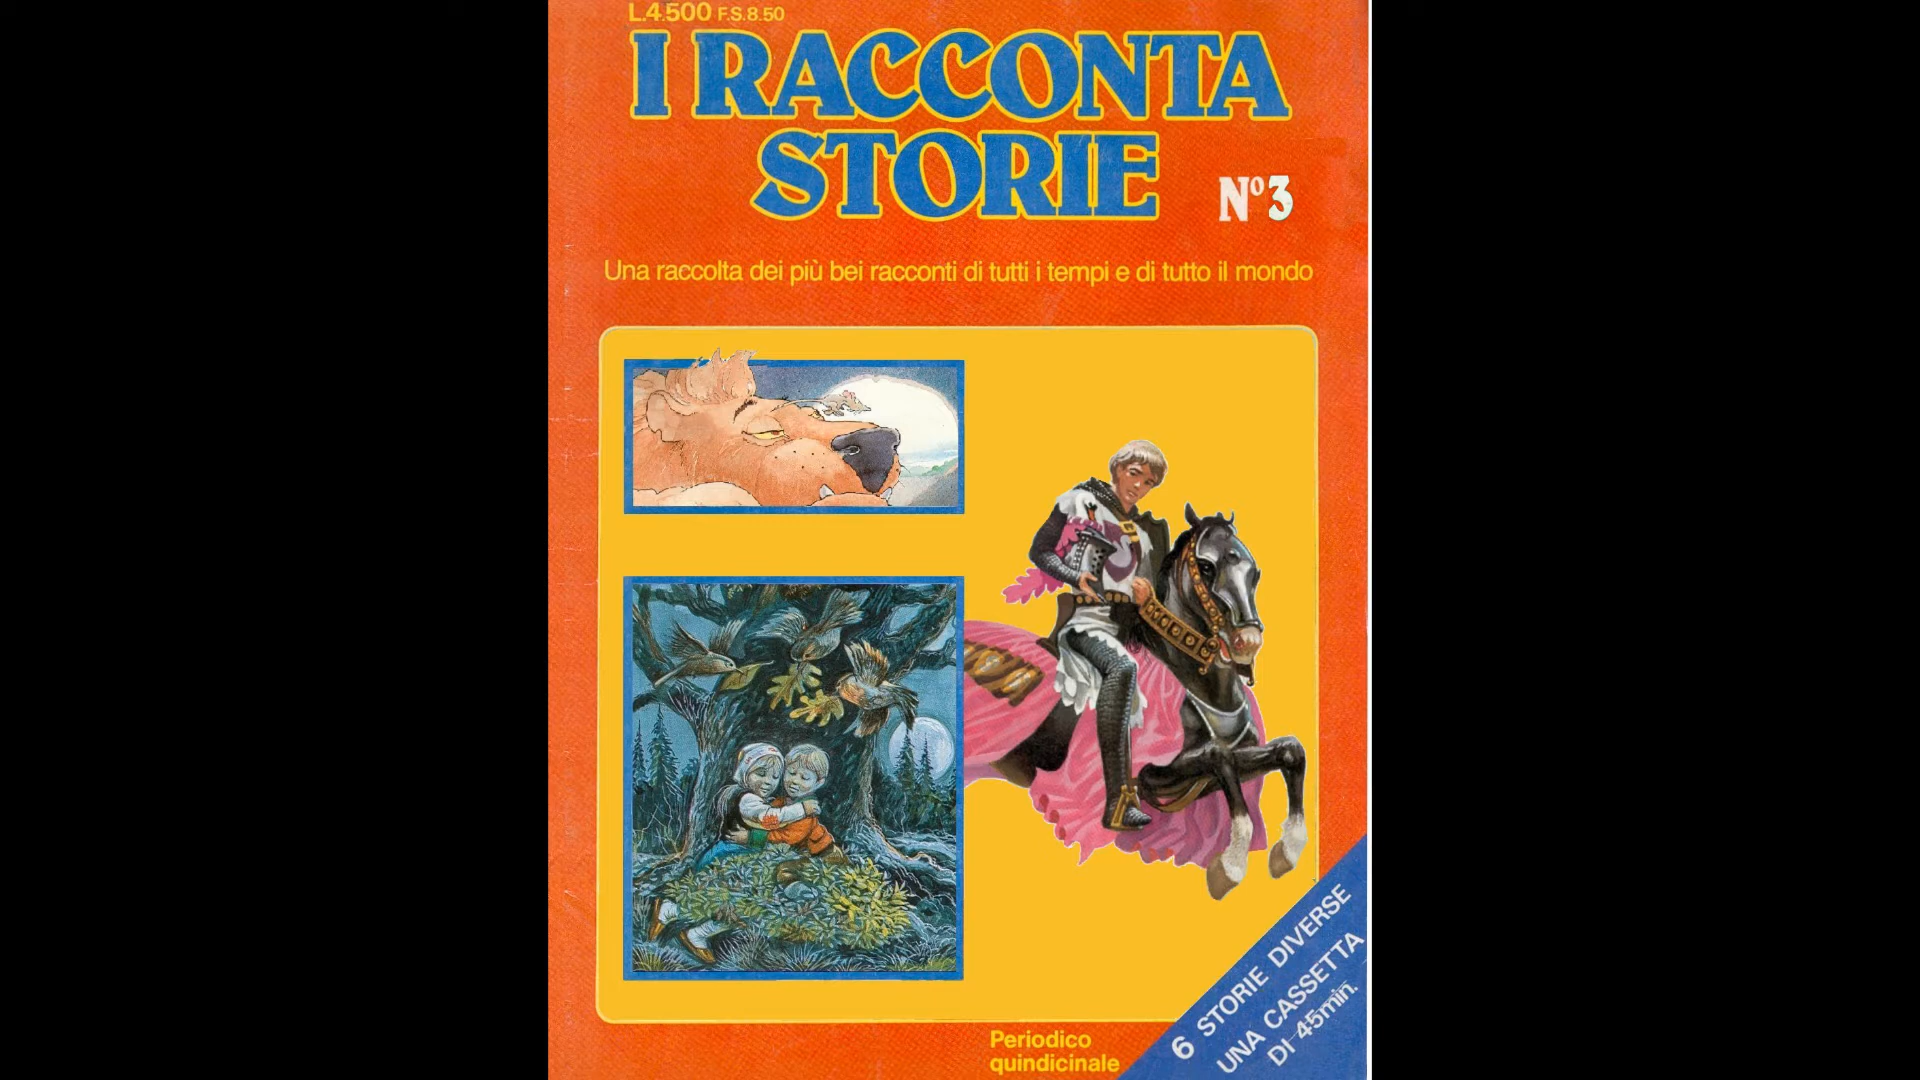 L.4.500 F.S.8.50
I RACCONTA
STORIE
Nº3
Una raccolta dei più bei racconti di tutti i tempi e di tutto il mondo
6 STORIE DIVERSE
UNA CASSETTA
DI 45min.
Periodico
quindicinale